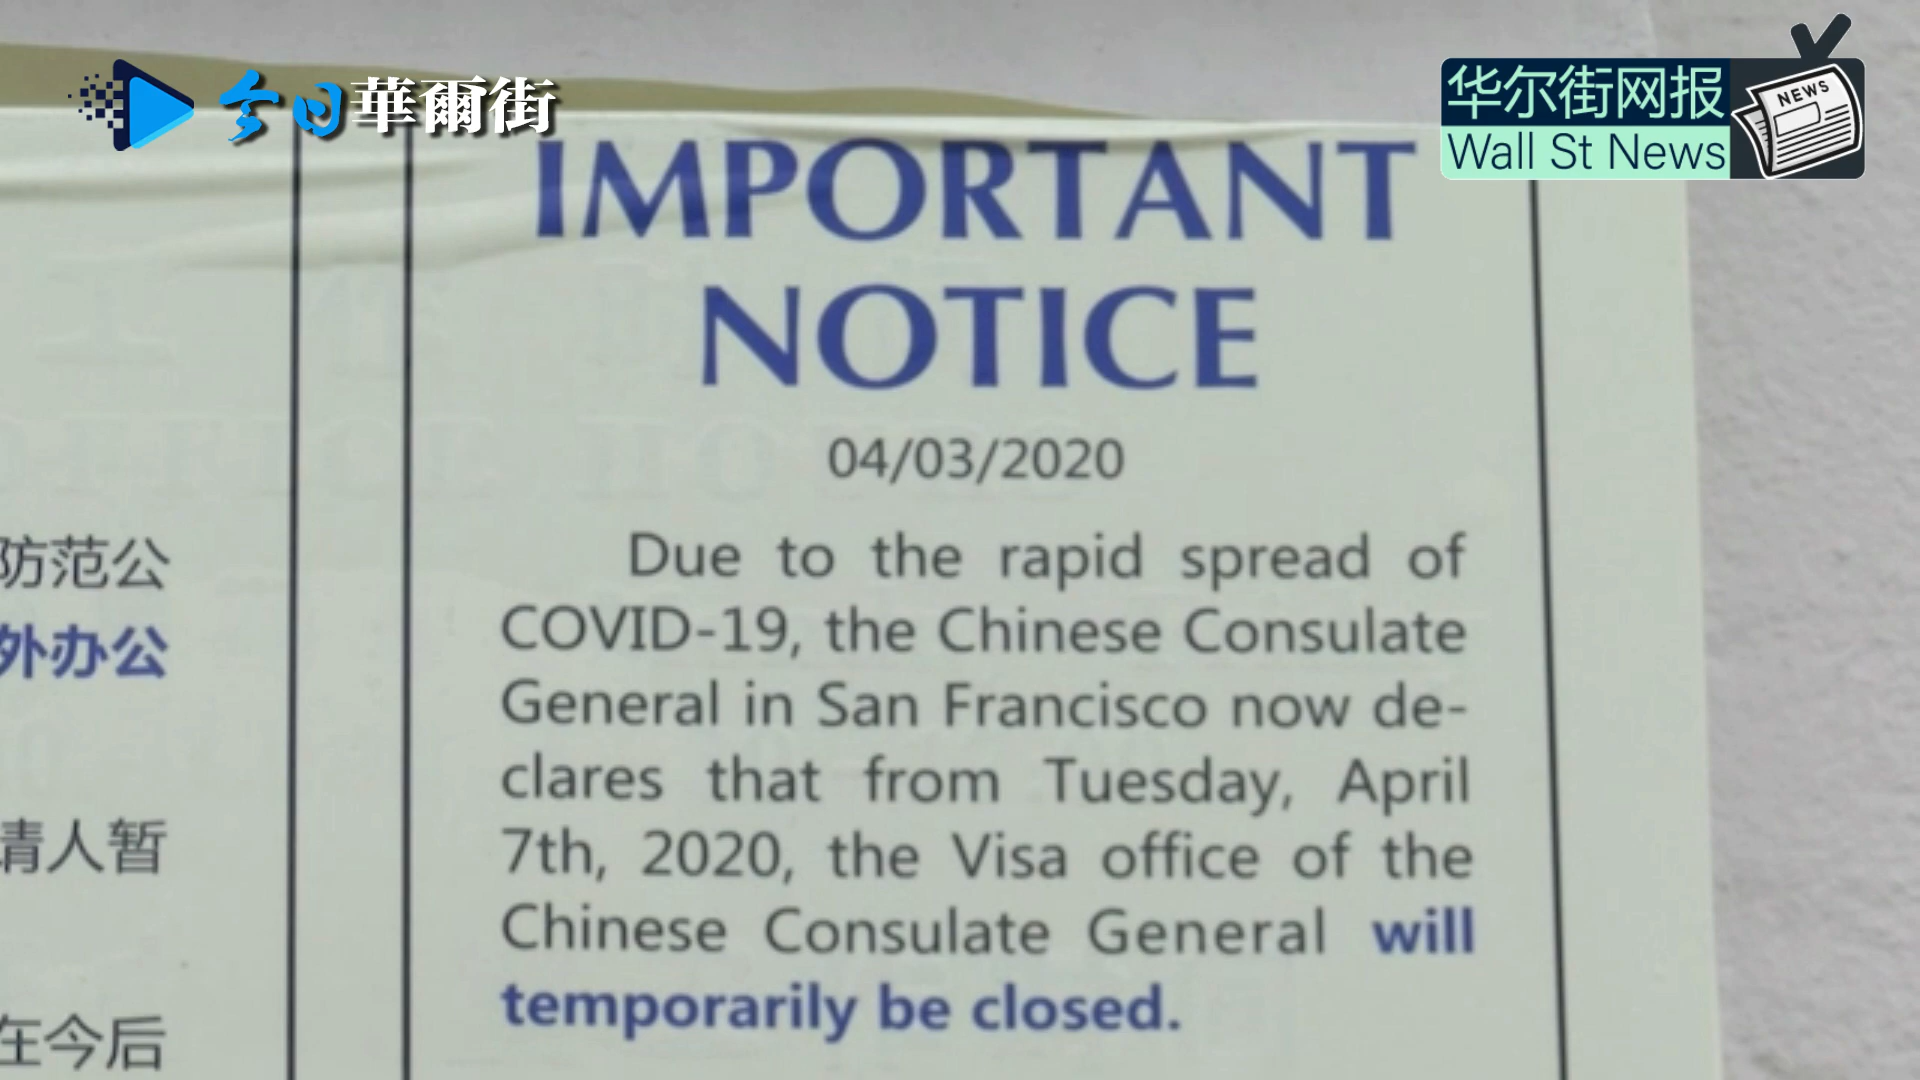 今日華爾街
华尔街网报
Wall St News
NEWS
IMPORTANT
NOTICE
04/03/2020
Due to the rapid spread of
COVID-19, the Chinese Consulate
General in San Francisco now de-
clares that from Tuesday, April
7th, 2020, the Visa office of the
Chinese Consulate General will
temporarily be closed.
防范公
外办公
请人暂
在今后